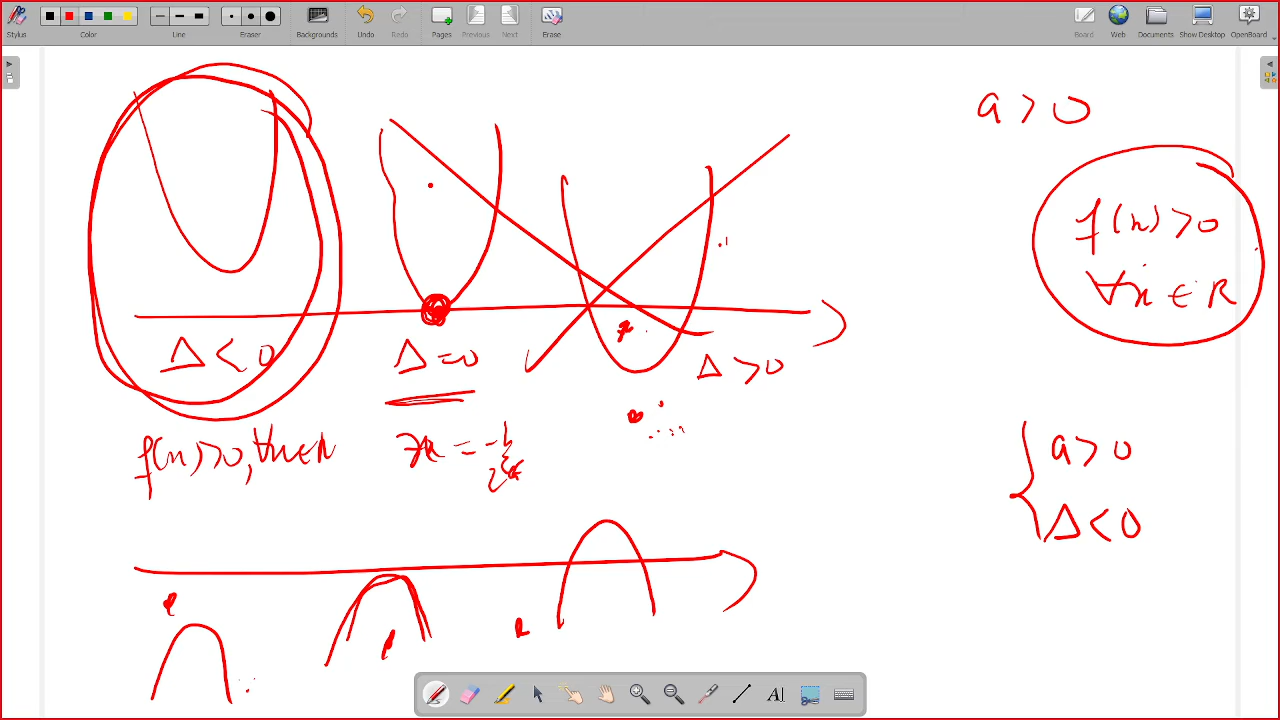 Stylus
Color
Line
Eraser
Backgrounds
Undo
Redo
Pages
Previous
Next
Erase
Board
Web
Documents
Show Desktop
OpenBoard
a > 0
f(x) > 0
∀x ∈ R
Δ < 0
Δ = 0
Δ > 0
f(x) > 0, ∀x ∈ R
x = -b/2a
a > 0
Δ < 0
A